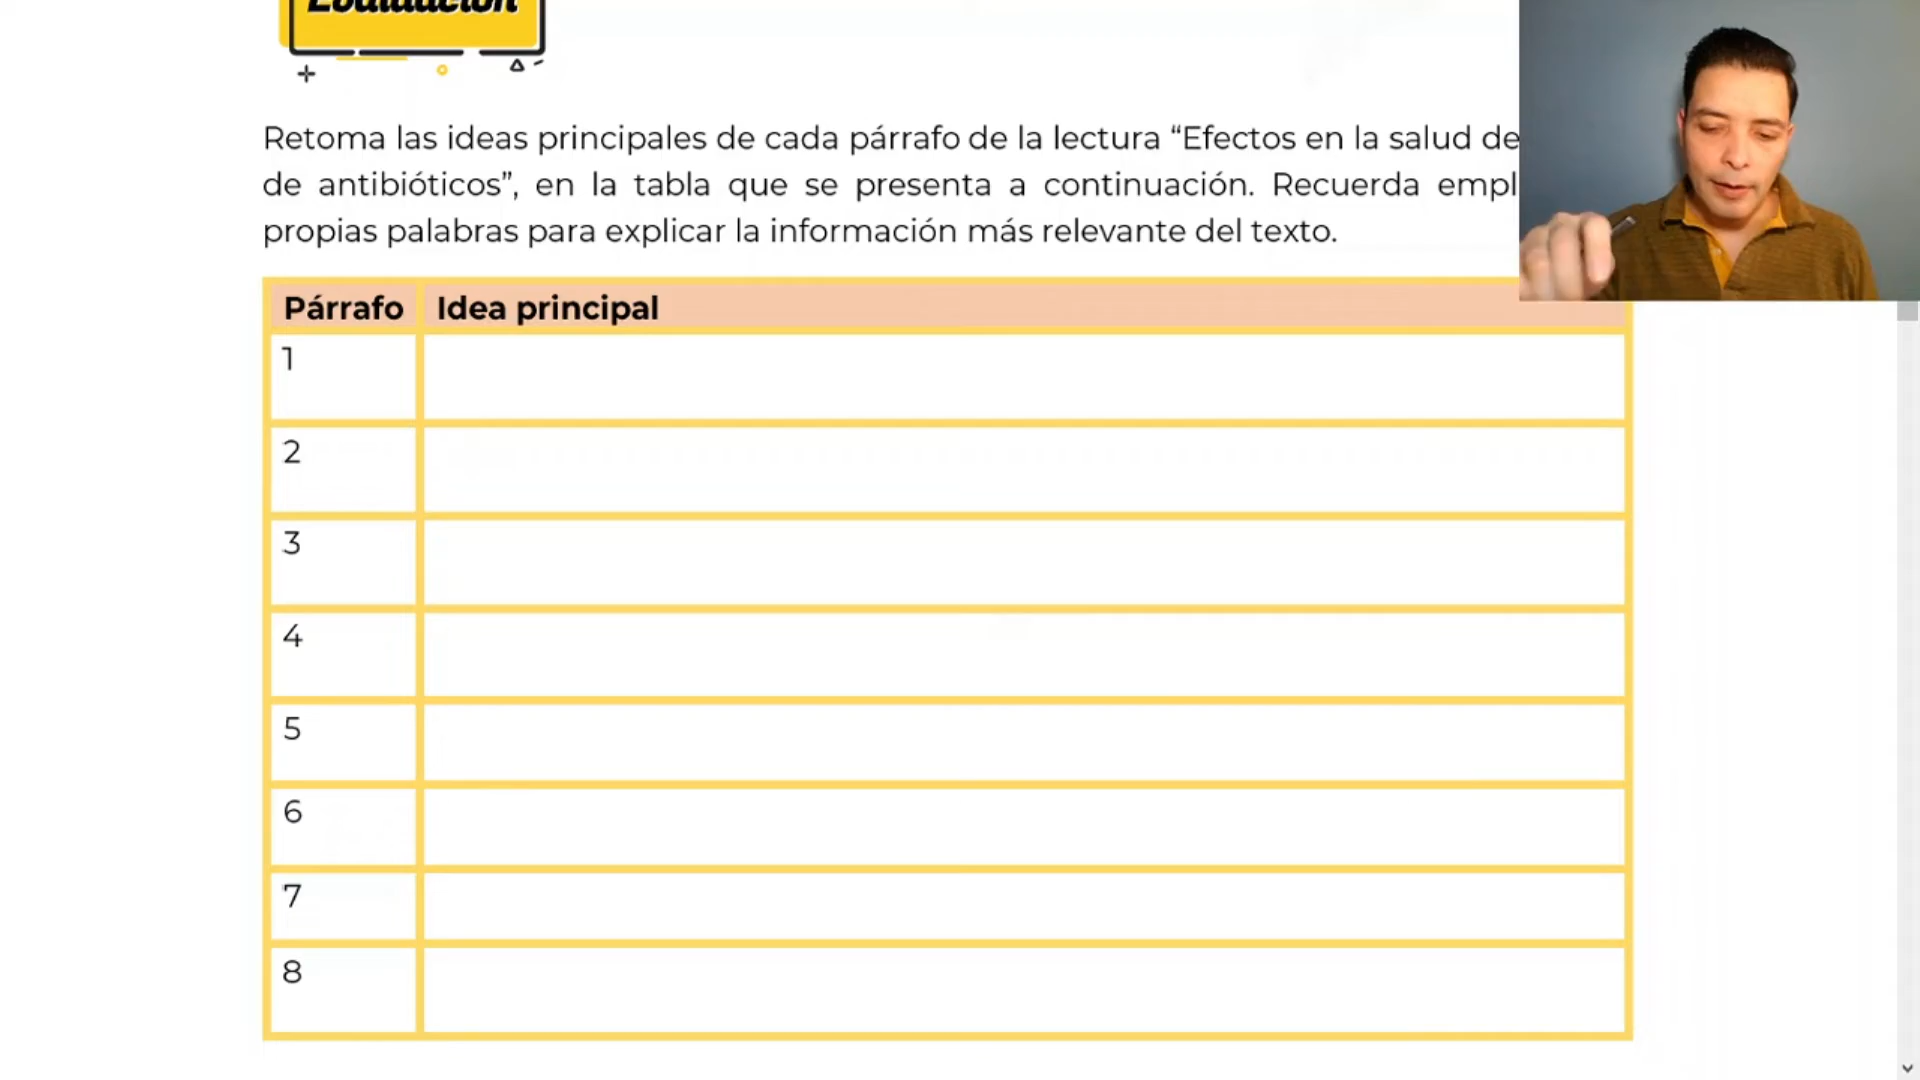 Evaluación
Retoma las ideas principales de cada párrafo de la lectura “Efectos en la salud de
de antibióticos”, en la tabla que se presenta a continuación. Recuerda empl
propias palabras para explicar la información más relevante del texto.
Párrafo Idea principal
1
2
3
4
5
6
7
8